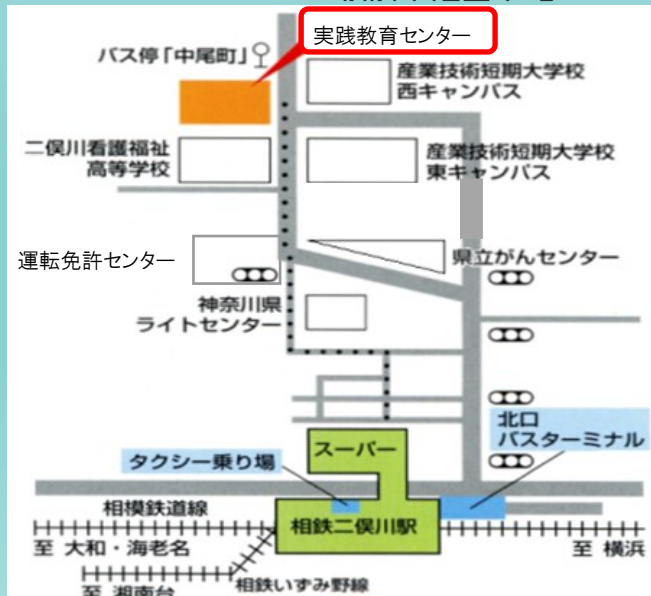 実践教育センター
バス停「中尾町」
産業技術短期大学校
西キャンパス
二俣川看護福祉
高等学校
産業技術短期大学校
東キャンパス
運転免許センター
県立がんセンター
神奈川県
ライトセンター
北口
バスターミナル
スーパー
タクシー乗り場
相模鉄道線
相鉄二俣川駅
至 大和・海老名
至 横浜
相鉄いずみ野線
至 湘南台